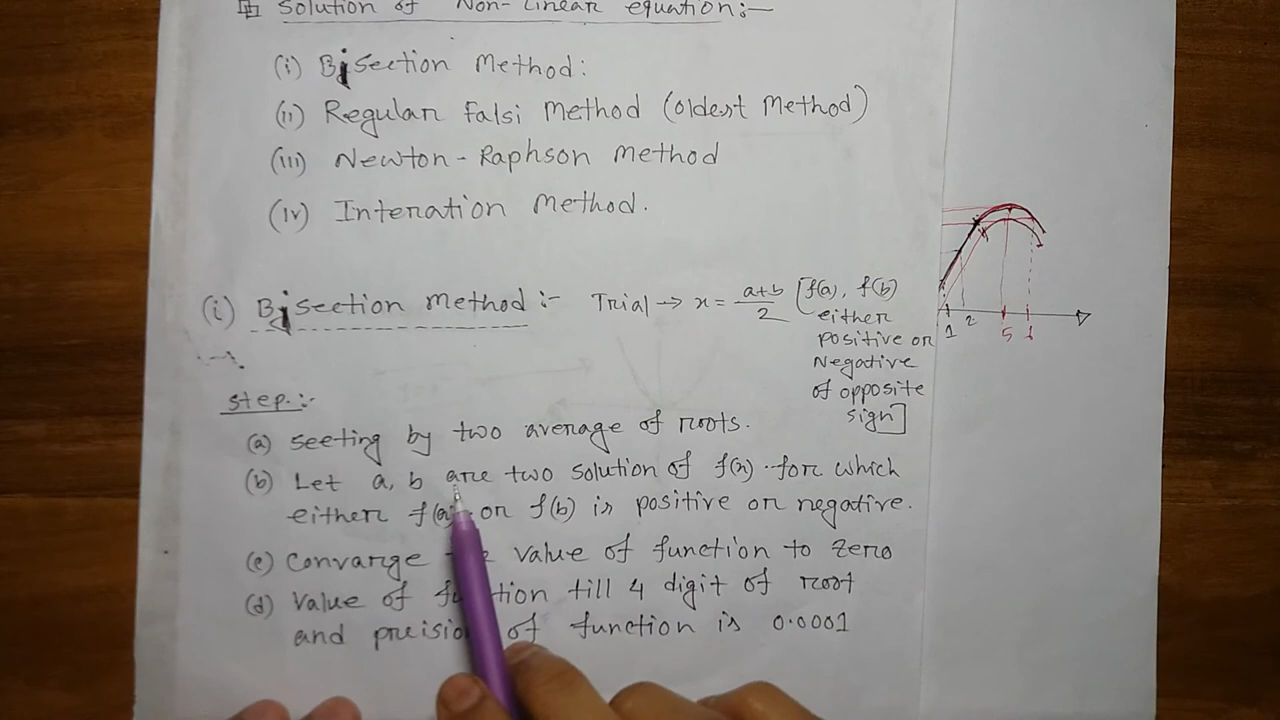 Solution of Non-Linear equation:-
(i) Bisection Method:
(ii) Regular falsi Method (Oldest Method)
(iii) Newton-Raphson Method
(iv) Interation Method.
(i) Bisection Method :- Trial → x = (a+b)/2 [f(a), f(b)
either
positive or
Negative
of opposite
sign]
1 2 5 6
Step:-
(a) Seeting by two average of roots.
(b) Let a, b are two solution of f(x) for which
either f(a) or f(b) is positive or negative.
(c) Convarge value of function to zero
(d) Value of function till 4 digit of root
and precision of function is 0.0001